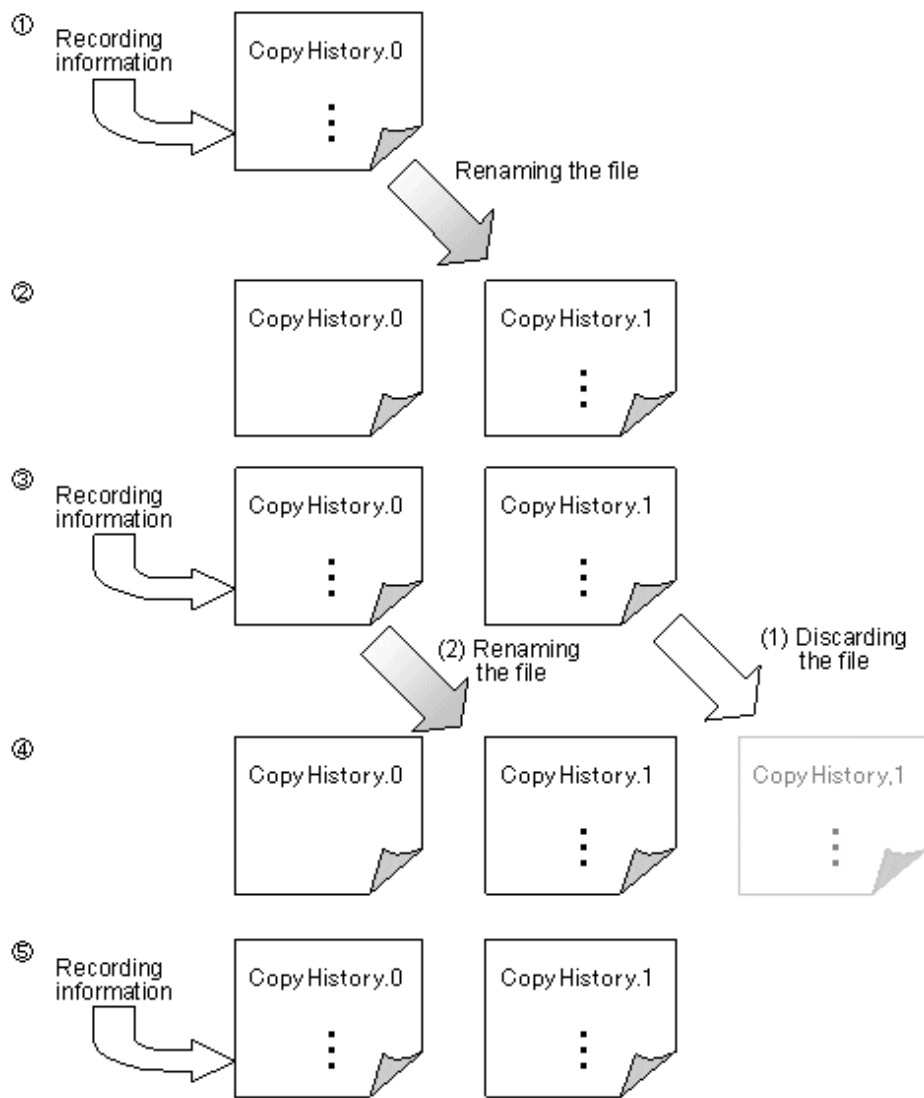 ①
Recording
information
CopyHistory.0
Renaming the file
②
CopyHistory.0
CopyHistory.1
③
Recording
information
CopyHistory.0
CopyHistory.1
(2) Renaming
the file
(1) Discarding
the file
④
CopyHistory.0
CopyHistory.1
CopyHistory,1
⑤
Recording
information
CopyHistory.0
CopyHistory.1